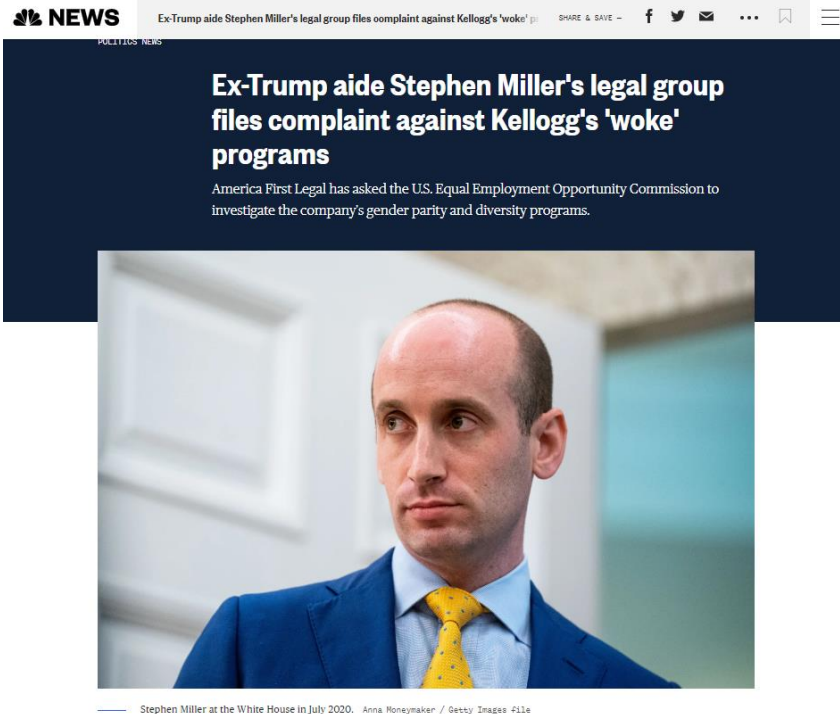 NEWS
Ex-Trump aide Stephen Miller's legal group files complaint against Kellogg's 'woke'
SHARE & SAVE —
POLITICS NEWS
Ex-Trump aide Stephen Miller's legal group
files complaint against Kellogg's 'woke'
programs
America First Legal has asked the U.S. Equal Employment Opportunity Commission to
investigate the company's gender parity and diversity programs.
Stephen Miller at the White House in July 2020. Anna Moneymaker / Getty Images file